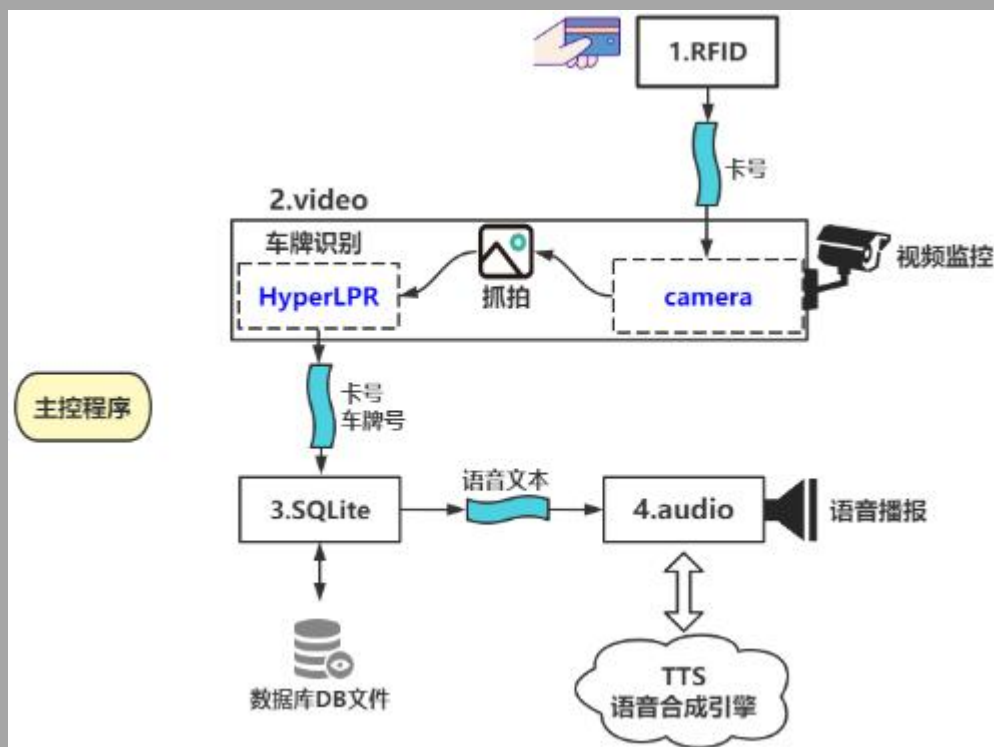 1.RFID
卡号
2.video
车牌识别
HyperLPR
抓拍
camera
视频监控
主控程序
卡号
车牌号
3.SQLite
语音文本
4.audio
语音播报
数据库DB文件
TTS
语音合成引擎